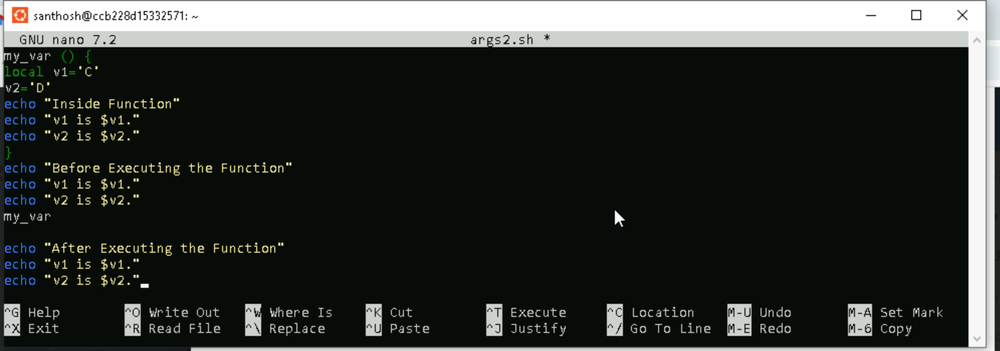 santhosh@ccb228d15332571: ~
GNU nano 7.2 args2.sh *
my_var () {
local v1='C'
v2='D'
echo "Inside Function"
echo "v1 is $v1."
echo "v2 is $v2."
}
echo "Before Executing the Function"
echo "v1 is $v1."
echo "v2 is $v2."
my_var
echo "After Executing the Function"
echo "v1 is $v1."
echo "v2 is $v2."
^G Help ^O Write Out ^W Where Is ^K Cut ^T Execute ^C Location M-U Undo M-A Set Mark
^X Exit ^R Read File ^\ Replace ^U Paste ^J Justify ^/ Go To Line M-E Redo M-6 Copy